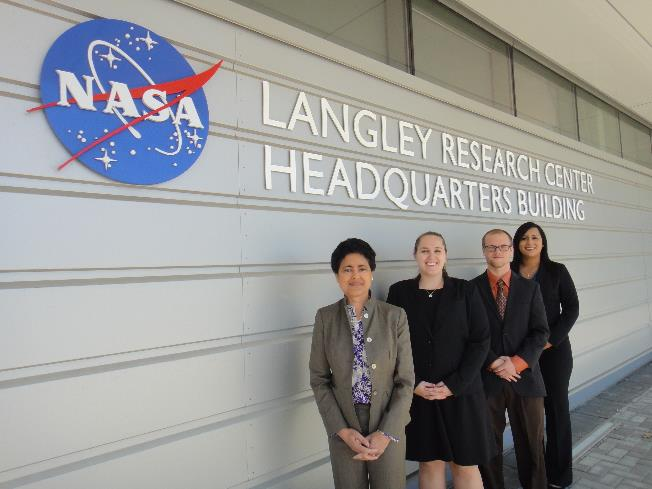 NASA
LANGLEY RESEARCH CENTER
HEADQUARTERS BUILDING